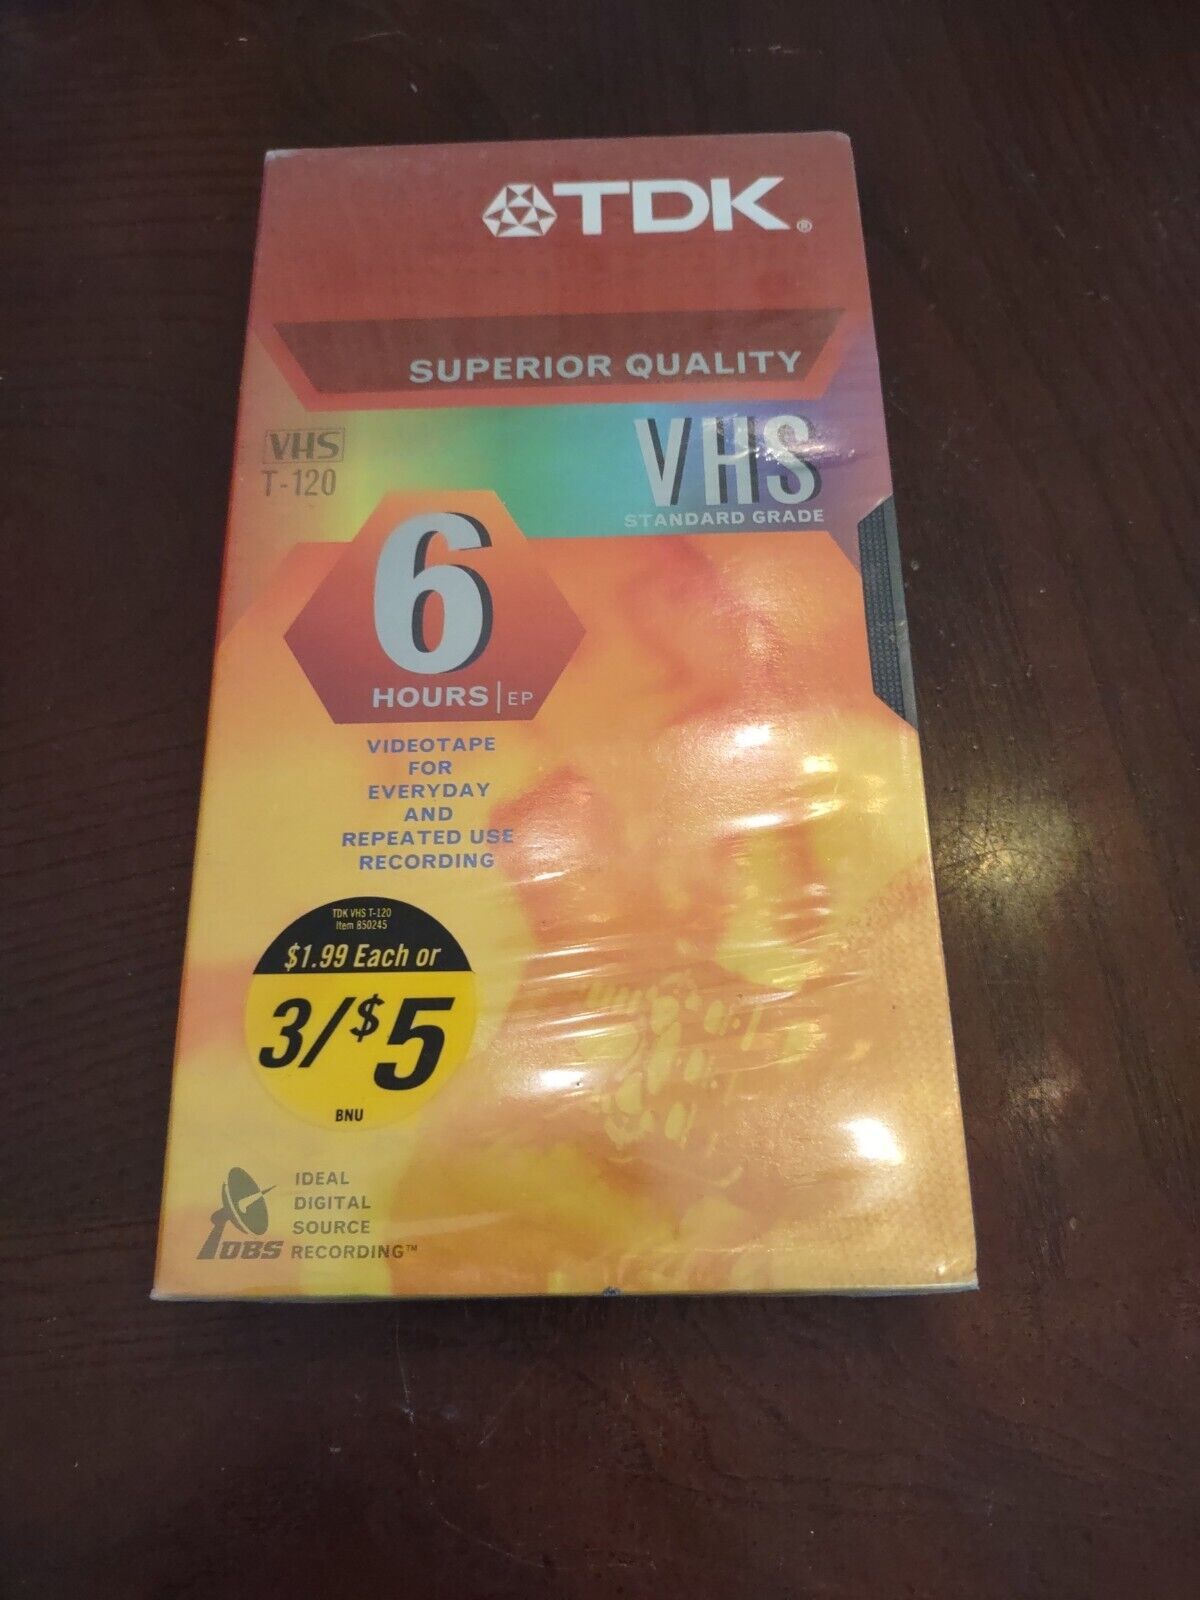 TDK®
SUPERIOR QUALITY
VHS
T-120
VHS
STANDARD GRADE
6
HOURS | EP
VIDEOTAPE
FOR
EVERYDAY
AND
REPEATED USE
RECORDING
TDK VHS T-120
Item 850245
$1.99 Each or
3/$5
BNU
DBS
IDEAL
DIGITAL
SOURCE
RECORDING™